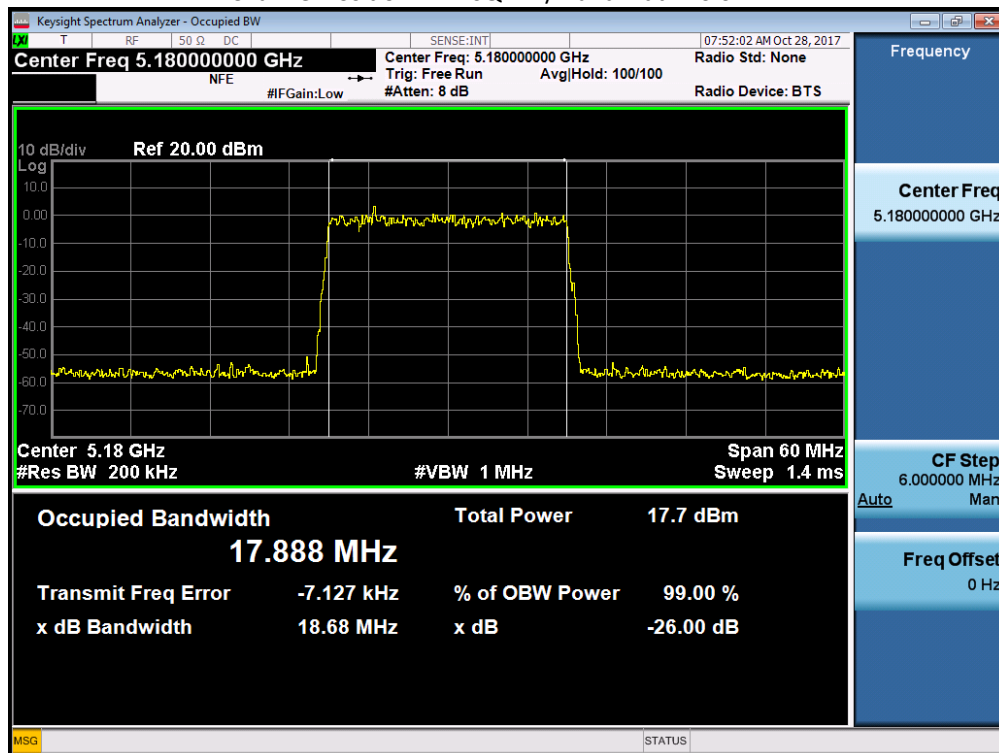 Keysight Spectrum Analyzer - Occupied BW
LXI T RF 50 Ω DC SENSE:INT 07:52:02 AM Oct 28, 2017
Center Freq 5.180000000 GHz
NFE
#IFGain:Low
Center Freq: 5.180000000 GHz
Trig: Free Run Avg|Hold: 100/100
#Atten: 8 dB
Radio Std: None
Radio Device: BTS
10 dB/div Ref 20.00 dBm
Log
10.0
0.00
-10.0
-20.0
-30.0
-40.0
-50.0
-60.0
-70.0
Center 5.18 GHz Span 60 MHz
#Res BW 200 kHz #VBW 1 MHz Sweep 1.4 ms
Occupied Bandwidth Total Power 17.7 dBm
17.888 MHz
Transmit Freq Error -7.127 kHz % of OBW Power 99.00 %
x dB Bandwidth 18.68 MHz x dB -26.00 dB
Frequency
Center Freq
5.180000000 GHz
CF Step
6.000000 MHz
Auto Man
Freq Offset
0 Hz
MSG STATUS